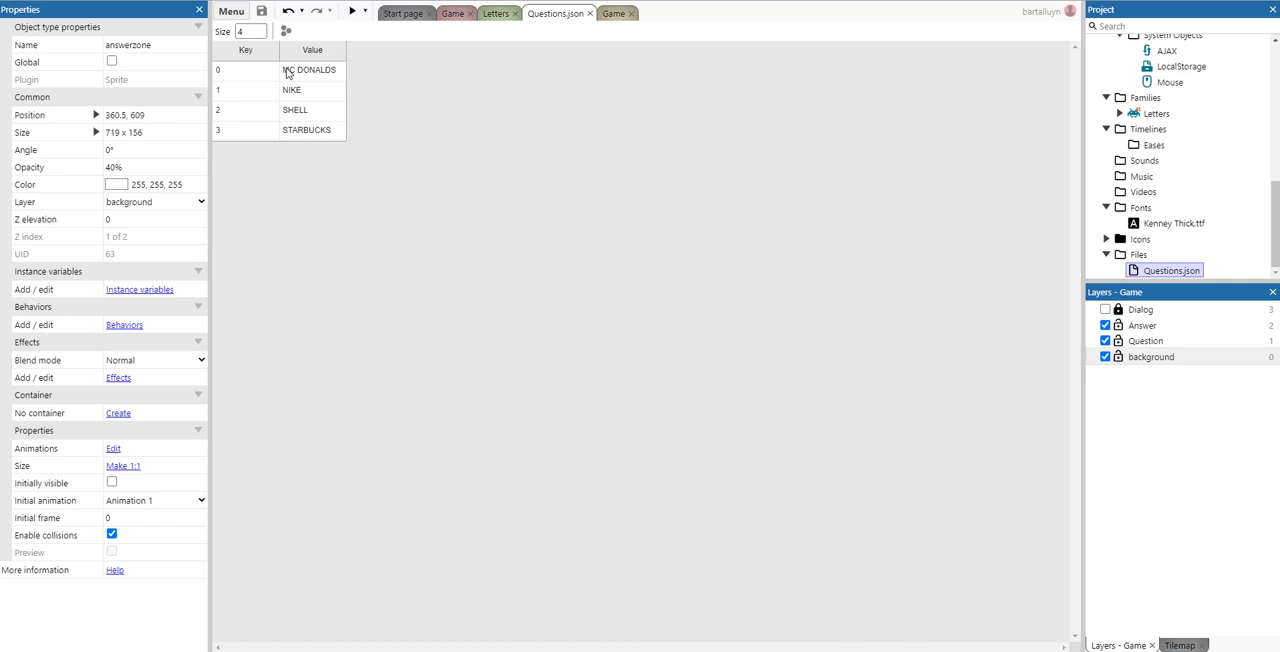 Properties
Object type properties
Name answerzone
Global
Plugin Sprite
Common
Position 360.5, 609
Size 719 x 156
Angle 0°
Opacity 40%
Color 255, 255, 255
Layer background
Z elevation 0
Z index 1 of 2
UID 63
Instance variables
Add / edit Instance variables
Behaviors
Add / edit Behaviors
Effects
Blend mode Normal
Add / edit Effects
Container
No container Create
Properties
Animations Edit
Size Make 1:1
Initially visible
Initial animation Animation 1
Initial frame 0
Enable collisions
Preview
More information Help
Menu
Start page
Game
Letters
Questions.json
Game
bartalluyn
Size 4
Key Value
0 MC DONALDS
1 NIKE
2 SHELL
3 STARBUCKS
Project
Search
System Objects
AJAX
LocalStorage
Mouse
Families
Letters
Timelines
Eases
Sounds
Music
Videos
Fonts
Kenney Thick.ttf
Icons
Files
Questions.json
Layers - Game
Dialog 3
Answer 2
Question 1
background 0
Layers - Game
Tilemap